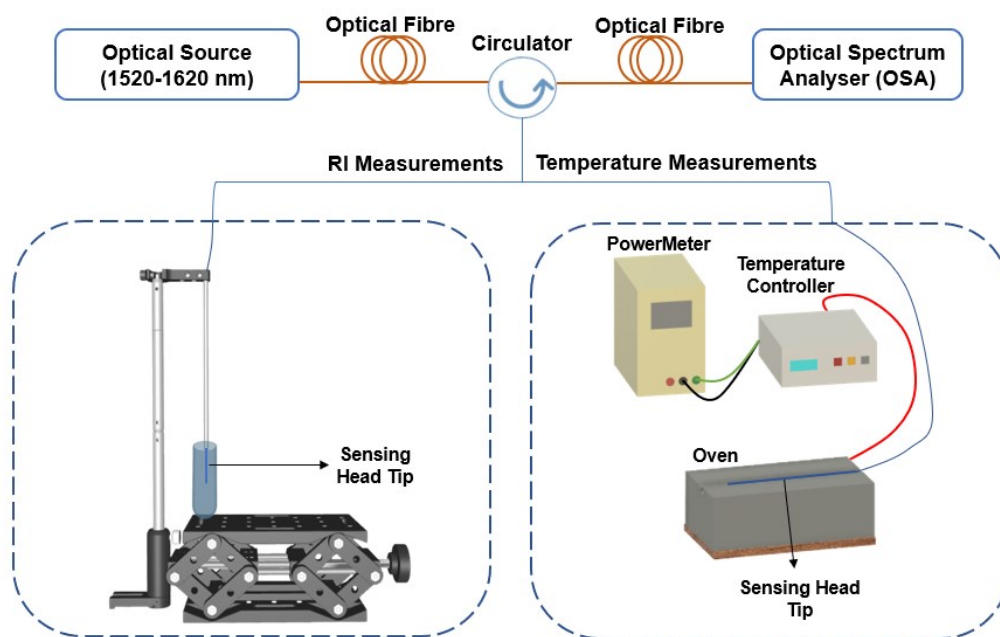 Optical Source
(1520-1620 nm)
Optical Fibre
Circulator
Optical Fibre
Optical Spectrum
Analyser (OSA)
RI Measurements
Temperature Measurements
Sensing
Head Tip
PowerMeter
Temperature
Controller
Oven
Sensing Head
Tip